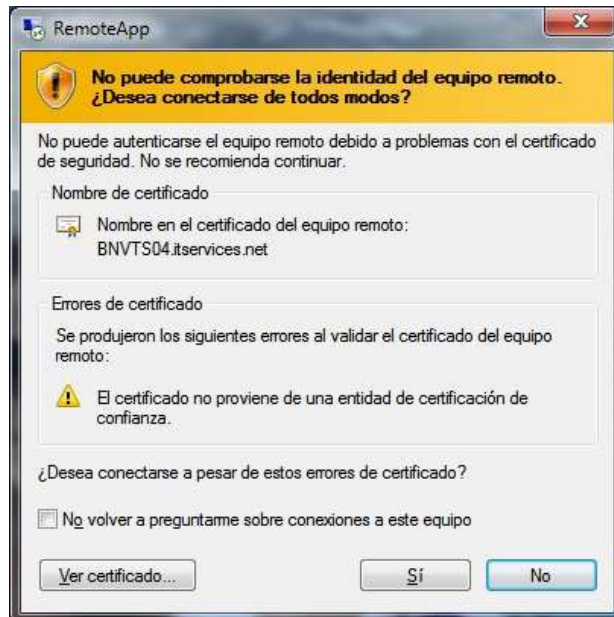 RemoteApp
No puede comprobarse la identidad del equipo remoto.
¿Desea conectarse de todos modos?
No puede autenticarse el equipo remoto debido a problemas con el certificado
de seguridad. No se recomienda continuar.
Nombre de certificado
Nombre en el certificado del equipo remoto:
BNVTS04.itservices.net
Errores de certificado
Se produjeron los siguientes errores al validar el certificado del equipo
remoto:
El certificado no proviene de una entidad de certificación de
confianza.
¿Desea conectarse a pesar de estos errores de certificado?
No volver a preguntarme sobre conexiones a este equipo
Ver certificado... Sí No